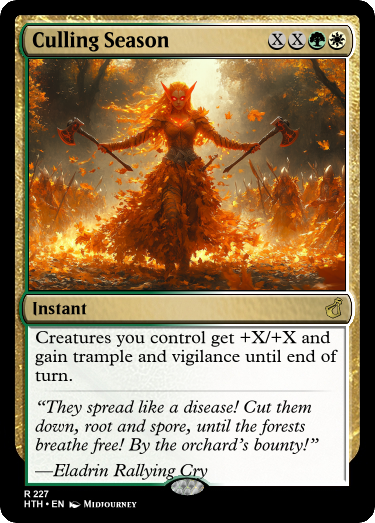 Culling Season X X
Instant
Creatures you control get +X/+X and
gain trample and vigilance until end of
turn.
“They spread like a disease! Cut them
down, root and spore, until the forests
breathe free! By the orchard's bounty!”
—Eladrin Rallying Cry
R 227
HTH • EN Midjourney